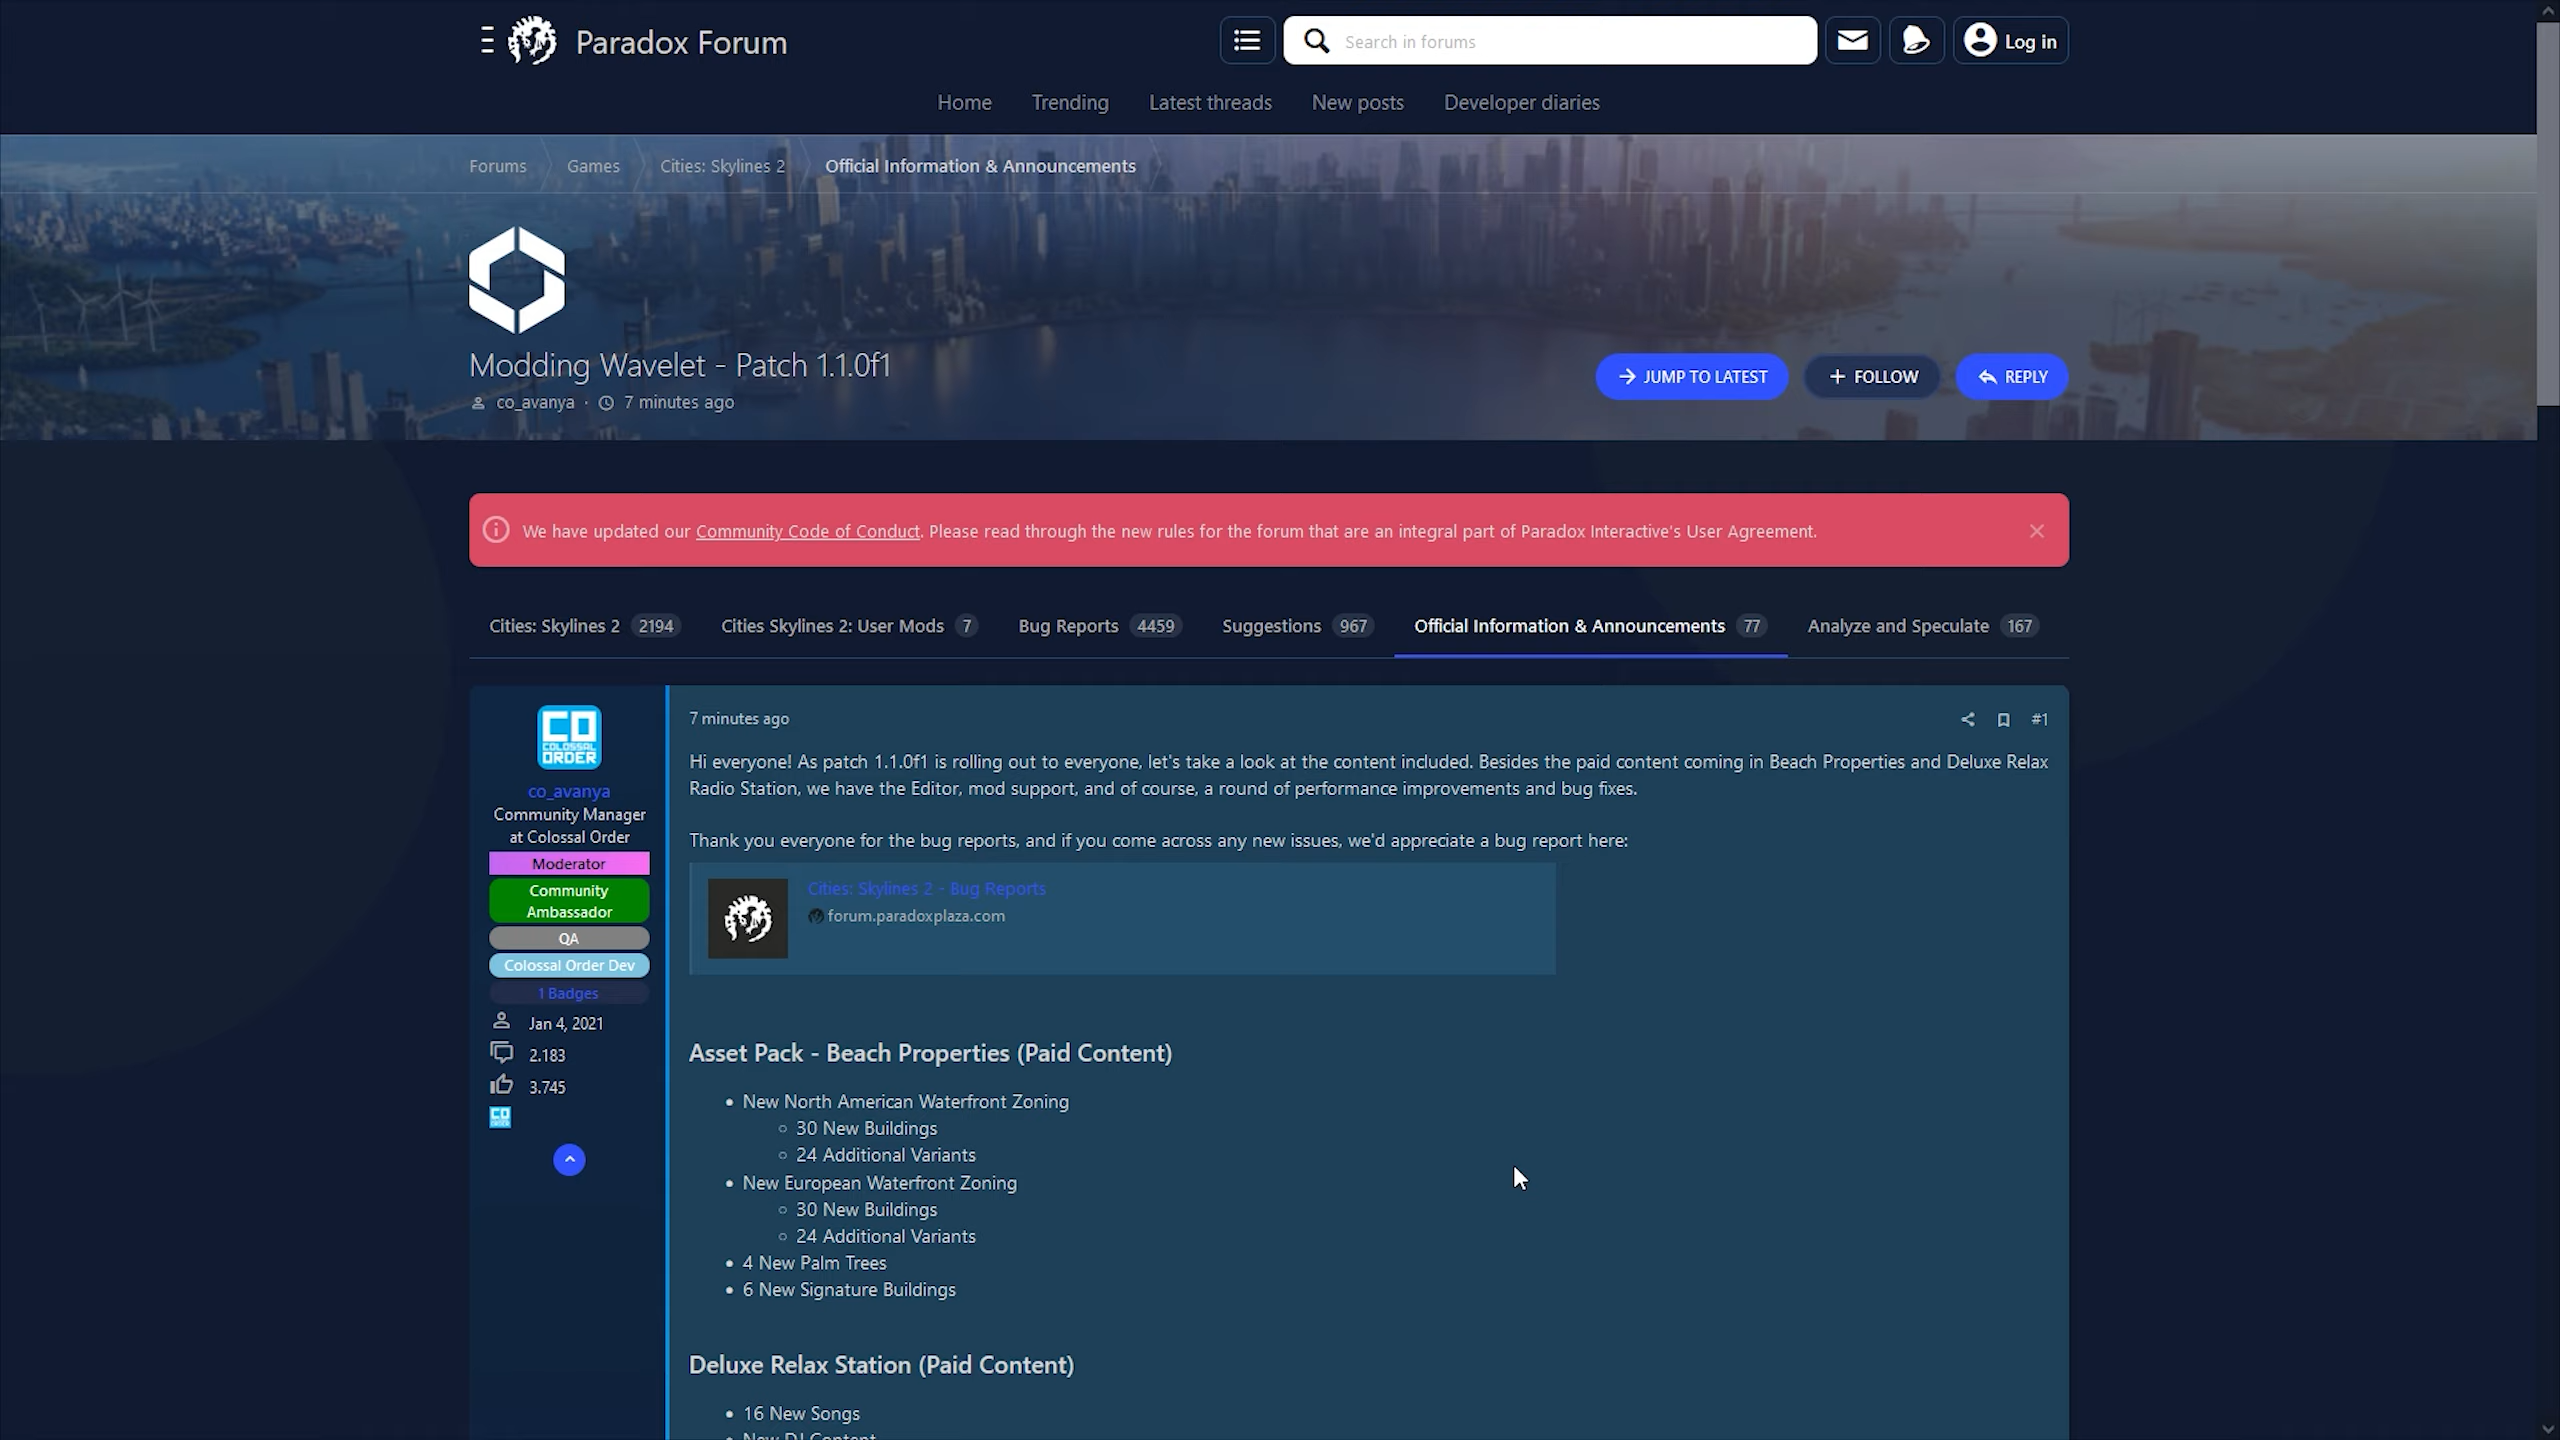 Paradox Forum
Search in forums
Log in
Home
Trending
Latest threads
New posts
Developer diaries
Forums
Games
Cities: Skylines 2
Official Information & Announcements
Modding Wavelet - Patch 1.1.0f1
co_avanya · 7 minutes ago
JUMP TO LATEST
+ FOLLOW
REPLY
We have updated our Community Code of Conduct. Please read through the new rules for the forum that are an integral part of Paradox Interactive's User Agreement.
Cities: Skylines 2 2194
Cities Skylines 2: User Mods 7
Bug Reports 4459
Suggestions 967
Official Information & Announcements 77
Analyze and Speculate 167
CO
COLOSSAL
ORDER
co_avanya
Community Manager
at Colossal Order
Moderator
Community
Ambassador
QA
Colossal Order Dev
1 Badges
Jan 4, 2021
2.183
3.745
7 minutes ago
#1
Hi everyone! As patch 1.1.0f1 is rolling out to everyone, let's take a look at the content included. Besides the paid content coming in Beach Properties and Deluxe Relax
Radio Station, we have the Editor, mod support, and of course, a round of performance improvements and bug fixes.
Thank you everyone for the bug reports, and if you come across any new issues, we'd appreciate a bug report here:
Cities: Skylines 2 - Bug Reports
forum.paradoxplaza.com
Asset Pack - Beach Properties (Paid Content)
• New North American Waterfront Zoning
○ 30 New Buildings
○ 24 Additional Variants
• New European Waterfront Zoning
○ 30 New Buildings
○ 24 Additional Variants
• 4 New Palm Trees
• 6 New Signature Buildings
Deluxe Relax Station (Paid Content)
• 16 New Songs
New DJ Content